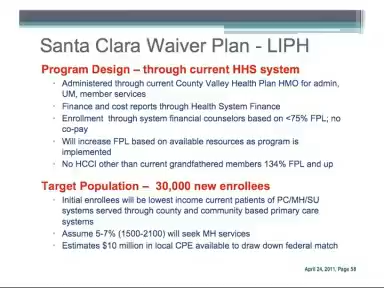 Santa Clara Waiver Plan - LIPH
Program Design – through current HHS system
• Administered through current County Valley Health Plan HMO for admin,
UM, member services
• Finance and cost reports through Health System Finance
• Enrollment through system financial counselors based on <75% FPL; no
co-pay
• Will increase FPL based on available resources as program is
implemented
• No HCCI other than current grandfathered members 134% FPL and up
Target Population – 30,000 new enrollees
• Initial enrollees will be lowest income current patients of PC/MH/SU
systems served through county and community based primary care
systems
• Assume 5-7% (1500-2100) will seek MH services
• Estimates $10 million in local CPE available to draw down federal match
April 24, 2011, Page 58